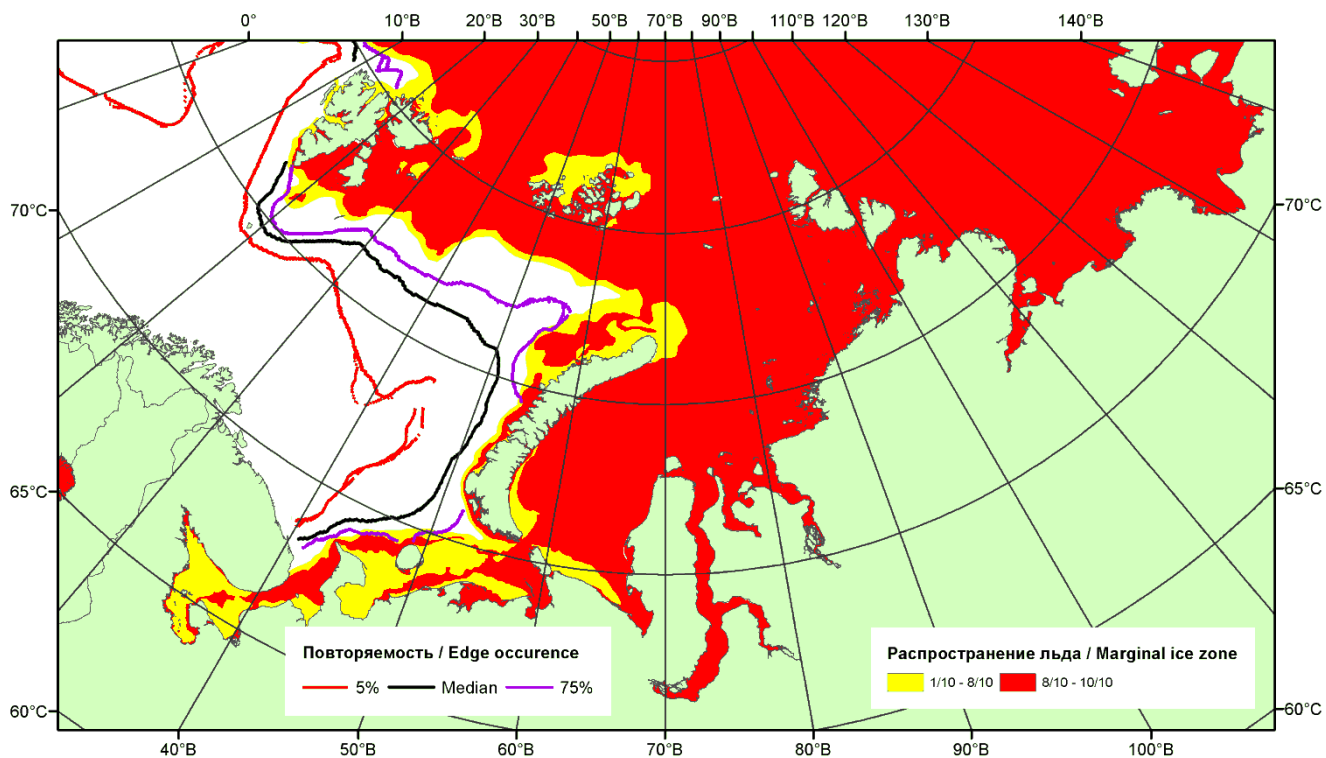 0° 10°В 20°В 30°В 50°В 70°В 90°В 110°В 120°В 130°В 140°В
70°С 70°С
65°С 65°С
Повторяемость / Edge occurence
5% Median 75%
Распространение льда / Marginal ice zone
1/10 - 8/10 8/10 - 10/10
60°С 60°С
40°В 50°В 60°В 70°В 80°В 90°В 100°В